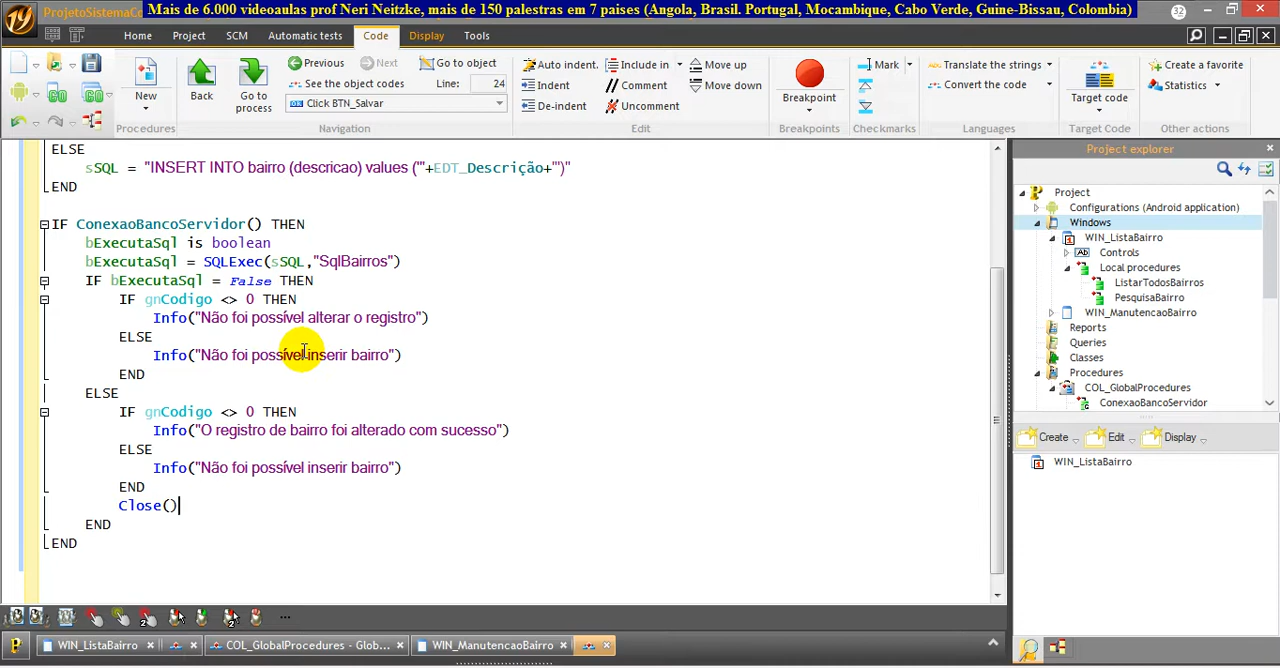 ProjetoSistemaCo
Mais de 6.000 videoaulas prof Neri Neitzke, mais de 150 palestras em 7 paises (Angola, Brasil. Portugal, Mocambique, Cabo Verde, Guine-Bissau, Colombia)
32
19
Home Project SCM Automatic tests Code Display Tools
New
Procedures
Back
Go to process
Previous Next Go to object
See the object codes Line: 24
Click BTN_Salvar
Navigation
Auto indent. Include in Move up
Indent // Comment Move down
De-indent Uncomment
Edit
Breakpoint
Breakpoints
Mark
Checkmarks
Translate the strings
Convert the code
Languages
Target code
Target Code
Create a favorite
Statistics
Other actions
ELSE
sSQL = "INSERT INTO bairro (descricao) values ('"+EDT_Descrição+"')"
END
IF ConexaoBancoServidor() THEN
bExecutaSql is boolean
bExecutaSql = SQLExec(sSQL,"SqlBairros")
IF bExecutaSql = False THEN
IF gnCodigo <> 0 THEN
Info("Não foi possível alterar o registro")
ELSE
Info("Não foi possível inserir bairro")
END
ELSE
IF gnCodigo <> 0 THEN
Info("O registro de bairro foi alterado com sucesso")
ELSE
Info("Não foi possível inserir bairro")
END
Close()
END
END
Project explorer
Project
Configurations (Android application)
Windows
WIN_ListaBairro
Controls
Local procedures
ListarTodosBairros
PesquisaBairro
WIN_ManutencaoBairro
Reports
Queries
Classes
Procedures
COL_GlobalProcedures
ConexaoBancoServidor
Create Edit Display
WIN_ListaBairro
WIN_ListaBairro COL_GlobalProcedures - Glob... WIN_ManutencaoBairro